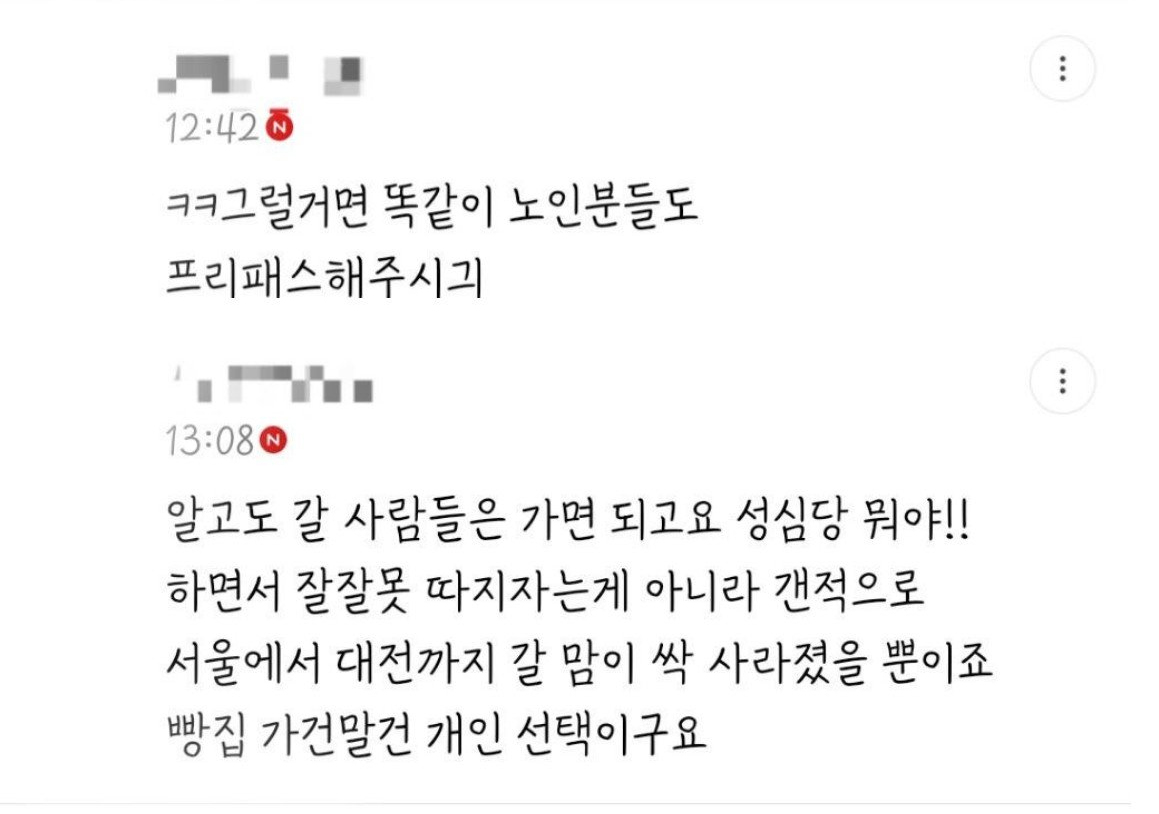 12:42 N
ㅋㅋ그럴거면 똑같이 노인분들도
프리패스해주시긔
13:08 N
알고도 갈 사람들은 가면 되고요 성심당 뭐야!!
하면서 잘잘못 따지자는게 아니라 갠적으로
서울에서 대전까지 갈 맘이 싹 사라졌을 뿐이죠
빵집 가건말건 개인 선택이구요